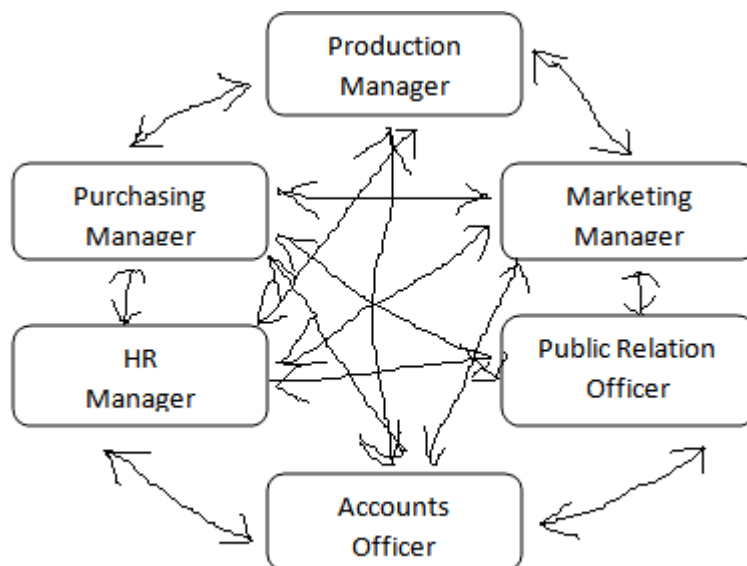 Production
Manager
Purchasing
Manager
Marketing
Manager
HR
Manager
Public Relation
Officer
Accounts
Officer